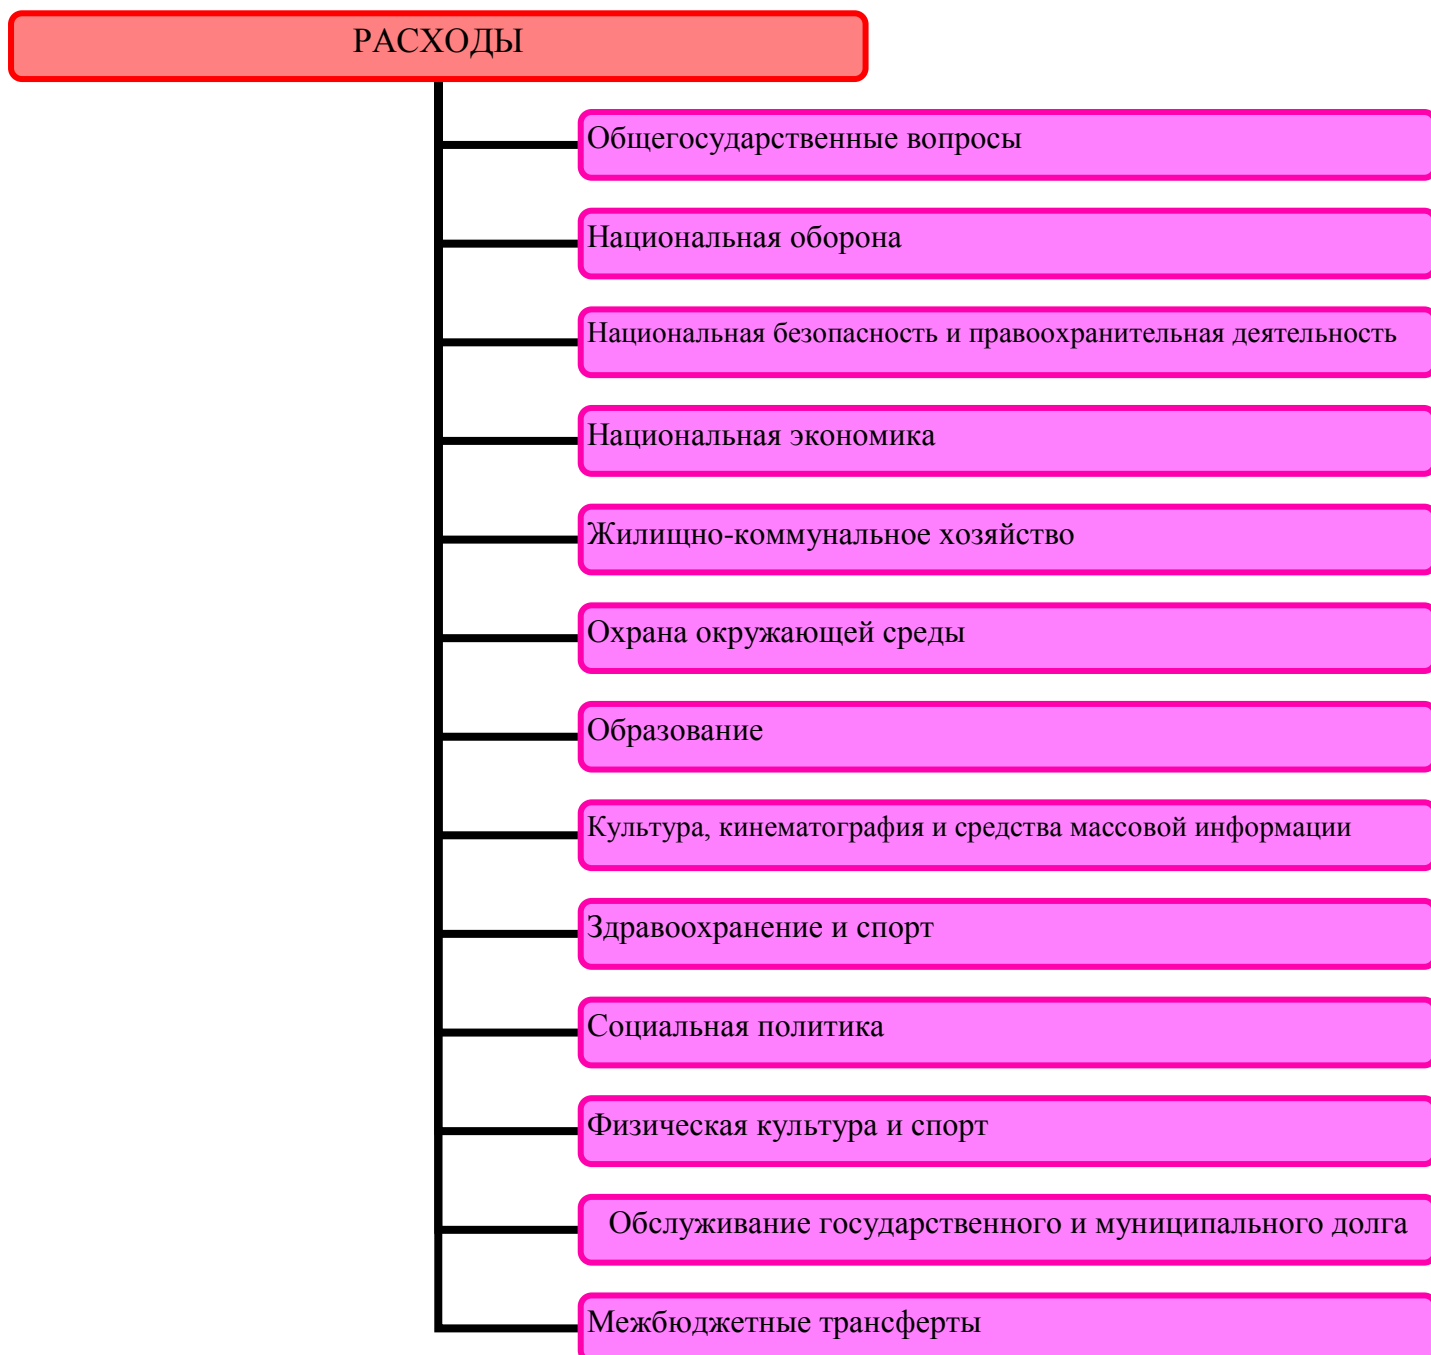 РАСХОДЫ
Общегосударственные вопросы
Национальная оборона
Национальная безопасность и правоохранительная деятельность
Национальная экономика
Жилищно-коммунальное хозяйство
Охрана окружающей среды
Образование
Культура, кинематография и средства массовой информации
Здравоохранение и спорт
Социальная политика
Физическая культура и спорт
Обслуживание государственного и муниципального долга
Межбюджетные трансферты